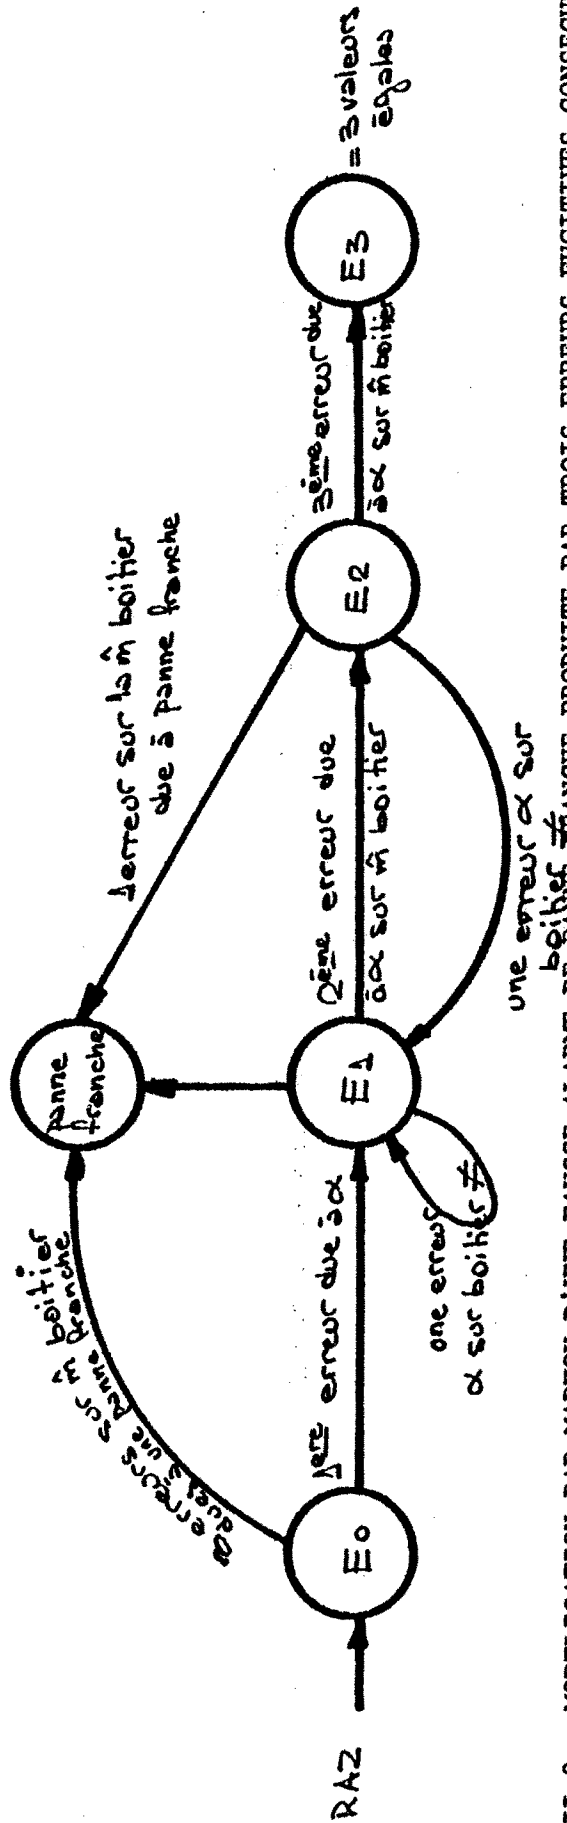 RAZ
E0
3 erreurs sur m̂ boitier
dues à une panne franche
1ère erreur due à α
une erreur
α sur boitier ≠
E1
panne
franche
2ème erreur due
à α sur m̂ boitier
une erreur α sur
boitier ≠
1 erreur sur la m̂ boitier
due à panne franche
E2
3ème erreur due
à α sur m̂ boitier
E3
= 3 valeurs
égales